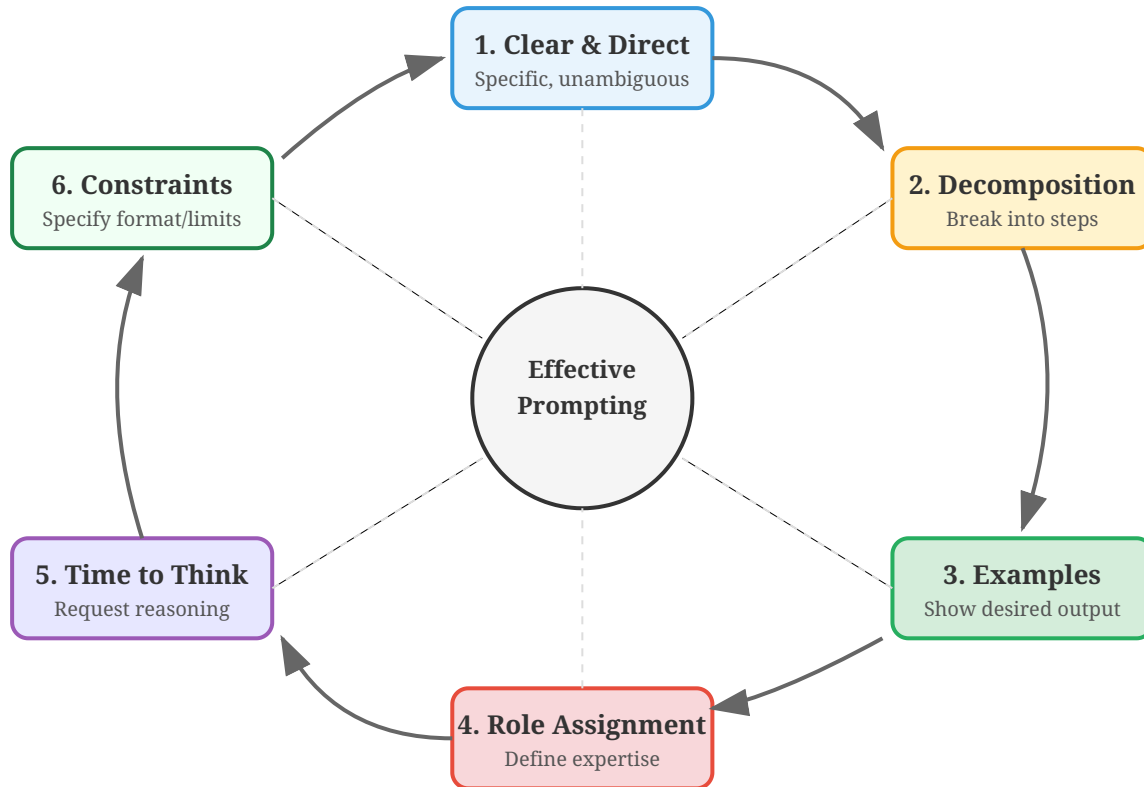 1. Clear & Direct
Specific, unambiguous
2. Decomposition
Break into steps
3. Examples
Show desired output
4. Role Assignment
Define expertise
5. Time to Think
Request reasoning
6. Constraints
Specify format/limits
Effective
Prompting